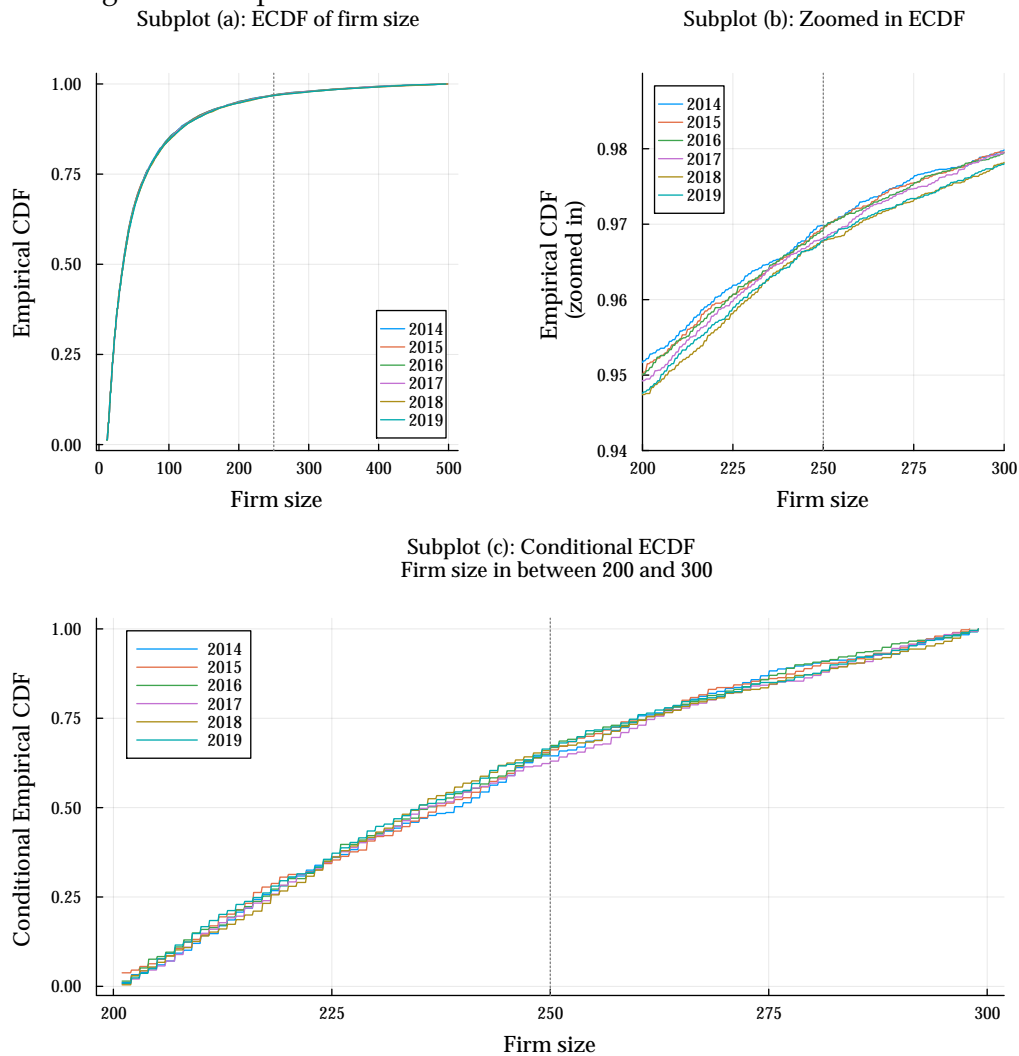 Subplot (a): ECDF of firm size
Empirical CDF
1.00
0.75
0.50
0.25
0.00
0 100 200 300 400 500
Firm size
2014
2015
2016
2017
2018
2019
Subplot (b): Zoomed in ECDF
Empirical CDF
(zoomed in)
0.98
0.97
0.96
0.95
0.94
200 225 250 275 300
Firm size
2014
2015
2016
2017
2018
2019
Subplot (c): Conditional ECDF
Firm size in between 200 and 300
Conditional Empirical CDF
1.00
0.75
0.50
0.25
0.00
200 225 250 275 300
Firm size
2014
2015
2016
2017
2018
2019